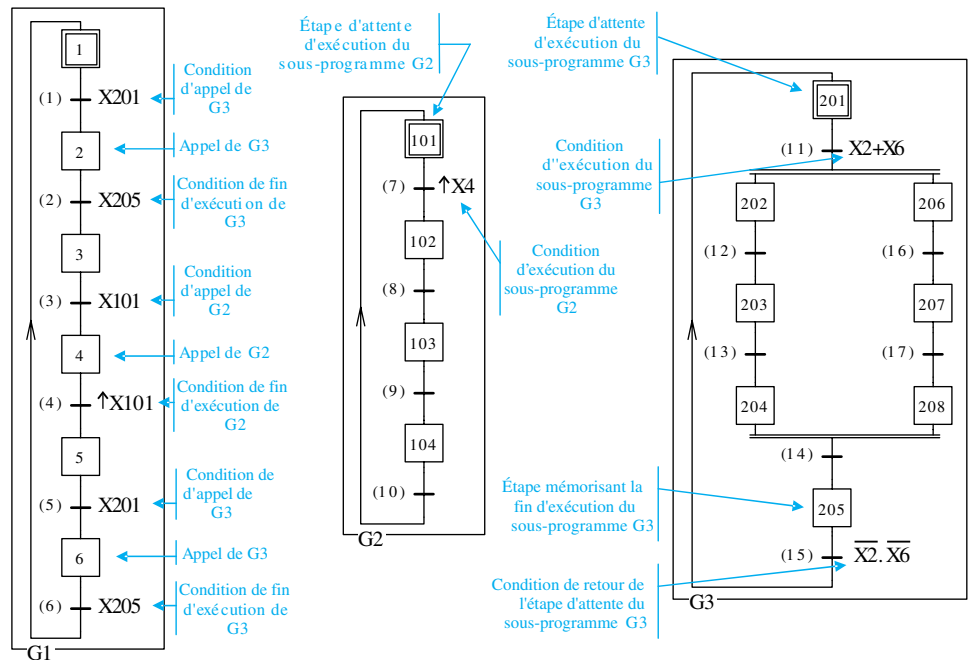 1
(1)
X201
Condition
d'appel de
G3
2
Appel de G3
(2)
X205
Condition de fin
d'exécution de
G3
3
Condition
d'appel de
G2
(3)
X101
4
Appel de G2
(4)
↑X101
Condition de fin
d'exécution de
G2
5
Condition de
d'appel de
G3
(5)
X201
6
Appel de G3
(6)
X205
Condition de fin
d'exécution de
G3
G1
Étape d'attente
d'exécution du
sous-programme G2
101
(7)
↑X4
102
Condition
d'exécution du
sous-programme
G2
(8)
103
(9)
104
(10)
G2
Étape d'attente
d'exécution du
sous-programme
G3
201
(11)
X2+X6
Condition
d''exécution du
sous-programme
G3
202
206
(12)
(16)
203
207
(13)
(17)
204
208
(14)
Étape mémorisant la
fin d'exécution du
sous-programme G3
205
(15)
X̅2̅.X̅6̅
Condition de retour de
l'étape d'attente du
sous-programme G3
G3